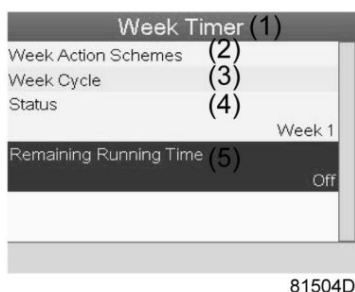 Week Timer (1)
Week Action Schemes (2)
Week Cycle (3)
Status (4)
Week 1
Remaining Running Time (5)
Off
81504D